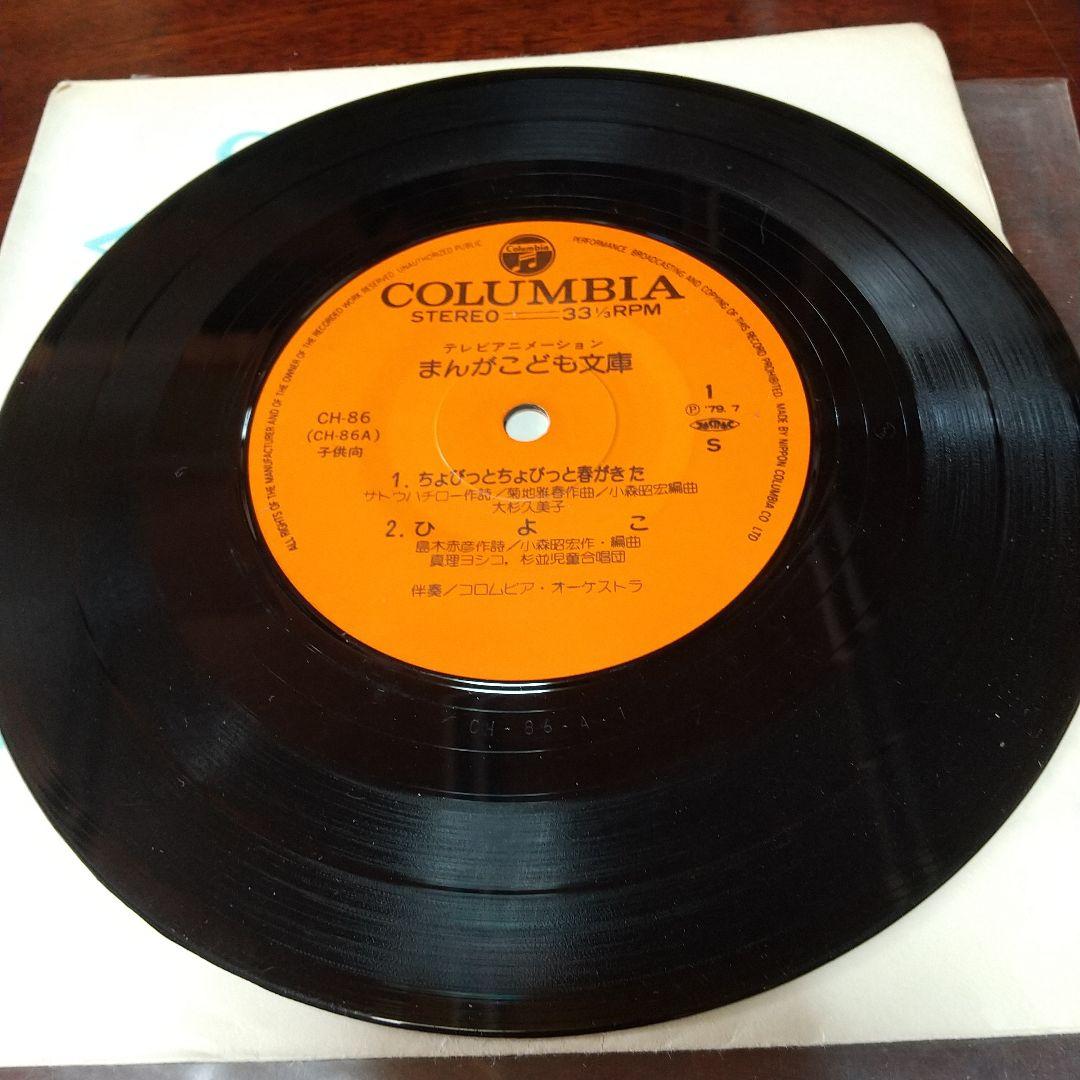 ALL RIGHTS OF THE MANUFACTURER AND OF THE OWNER OF THE RECORDED WORK RESERVED. UNAUTHORIZED PUBLIC PERFORMANCE BROADCASTING AND COPYING OF THIS RECORD PROHIBITED. MADE BY NIPPON COLUMBIA CO LTD
Columbia
COLUMBIA
STEREO 33 1/3 RPM
テレビアニメーション
まんがこども文庫
CH-86
(CH-86A)
子供向
1
Ⓟ '79. 7
S
1. ちょびっとちょびっと春がきた
サトウハチロー作詩/菊地雅春作曲/小森昭宏編曲
大杉久美子
2. ひよこ
島木赤彦作詩/小森昭宏作・編曲
真理ヨシコ, 杉並児童合唱団
伴奏/コロムビア・オーケストラ
CH-86-A-1